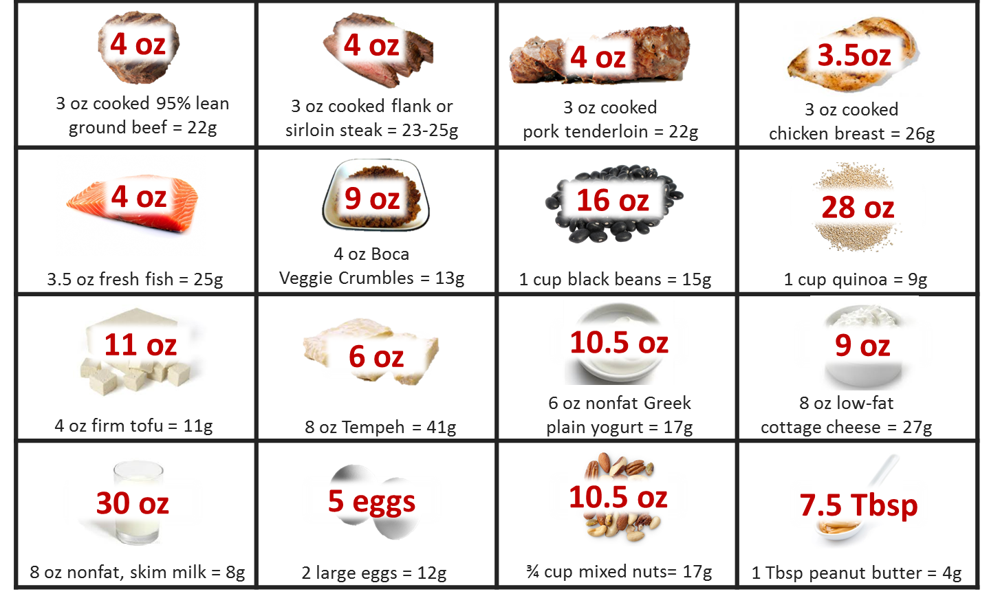 4 oz
3 oz cooked 95% lean
ground beef = 22g
4 oz
3 oz cooked flank or
sirloin steak = 23-25g
4 oz
3 oz cooked
pork tenderloin = 22g
3.5oz
3 oz cooked
chicken breast = 26g
4 oz
3.5 oz fresh fish = 25g
9 oz
4 oz Boca
Veggie Crumbles = 13g
16 oz
1 cup black beans = 15g
28 oz
1 cup quinoa = 9g
11 oz
4 oz firm tofu = 11g
6 oz
8 oz Tempeh = 41g
10.5 oz
6 oz nonfat Greek
plain yogurt = 17g
9 oz
8 oz low-fat
cottage cheese = 27g
30 oz
8 oz nonfat, skim milk = 8g
5 eggs
2 large eggs = 12g
10.5 oz
¾ cup mixed nuts= 17g
7.5 Tbsp
1 Tbsp peanut butter = 4g